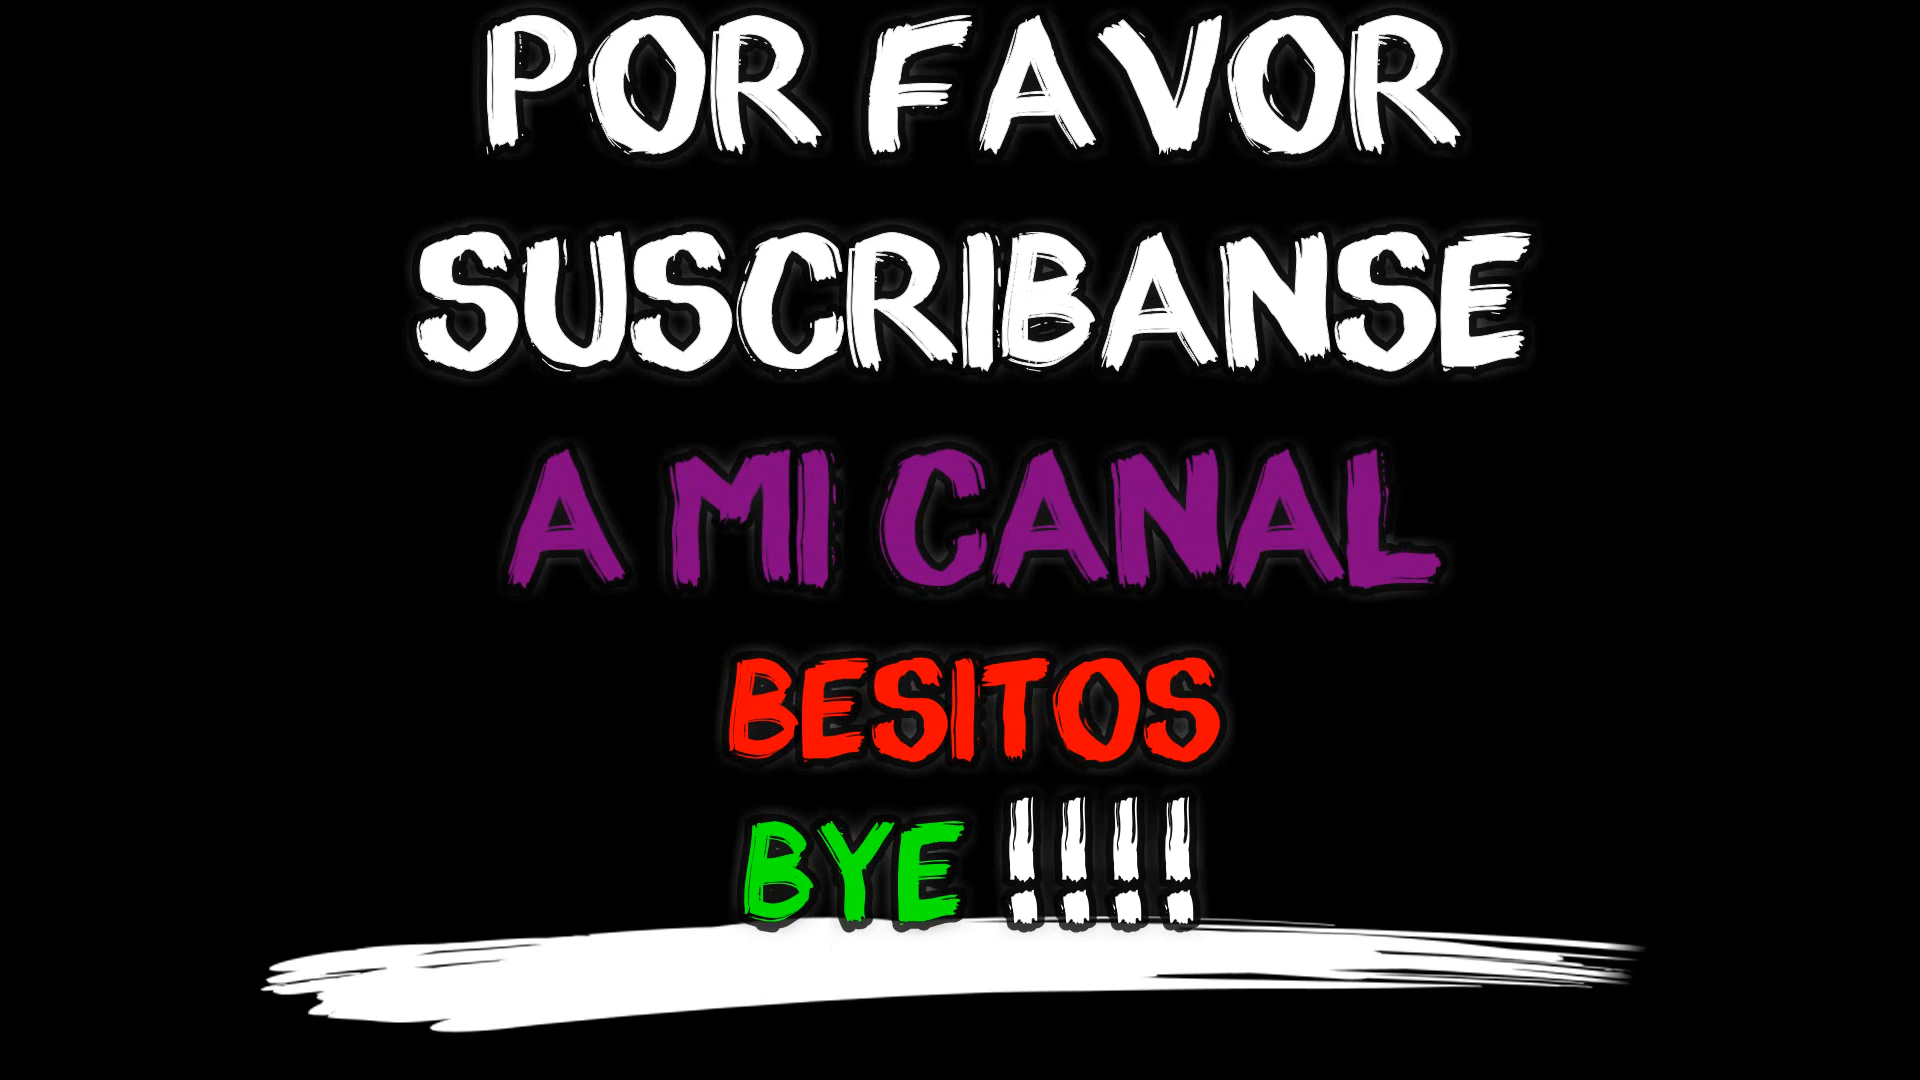 POR FAVOR
SUSCRIBANSE
A MI CANAL
BESITOS
BYE !!!!